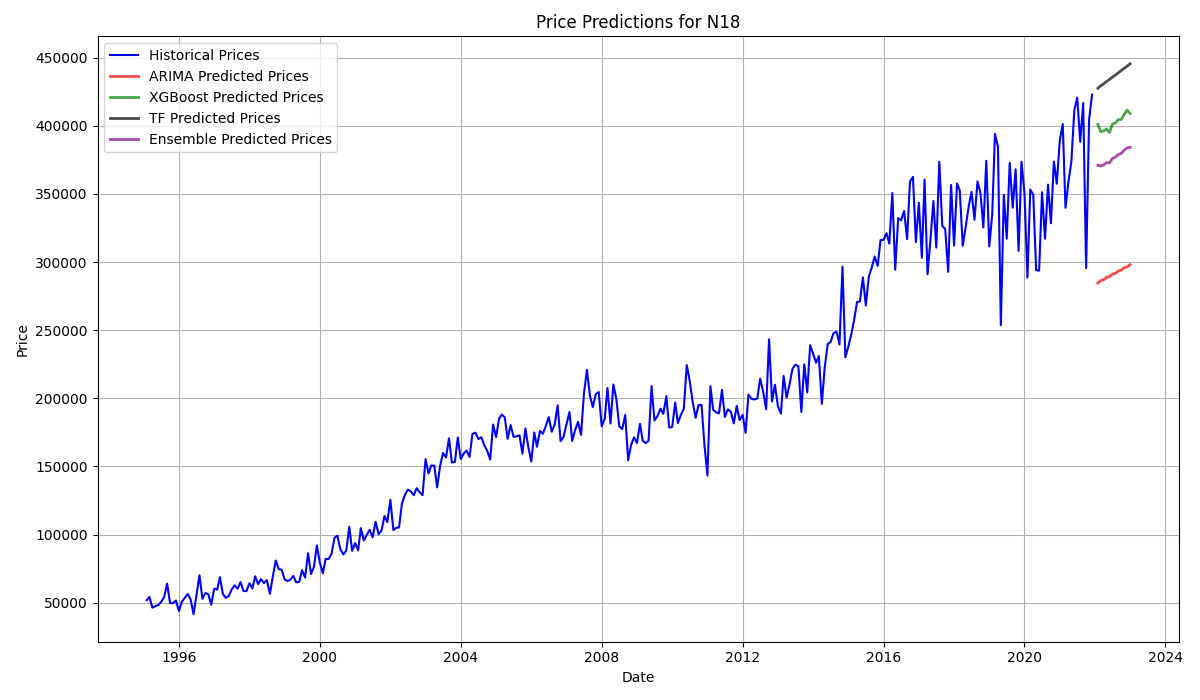 Price Predictions for N18
Historical Prices
ARIMA Predicted Prices
XGBoost Predicted Prices
TF Predicted Prices
Ensemble Predicted Prices
450000
400000
350000
300000
250000
200000
150000
100000
50000
Price
1996 2000 2004 2008 2012 2016 2020 2024
Date